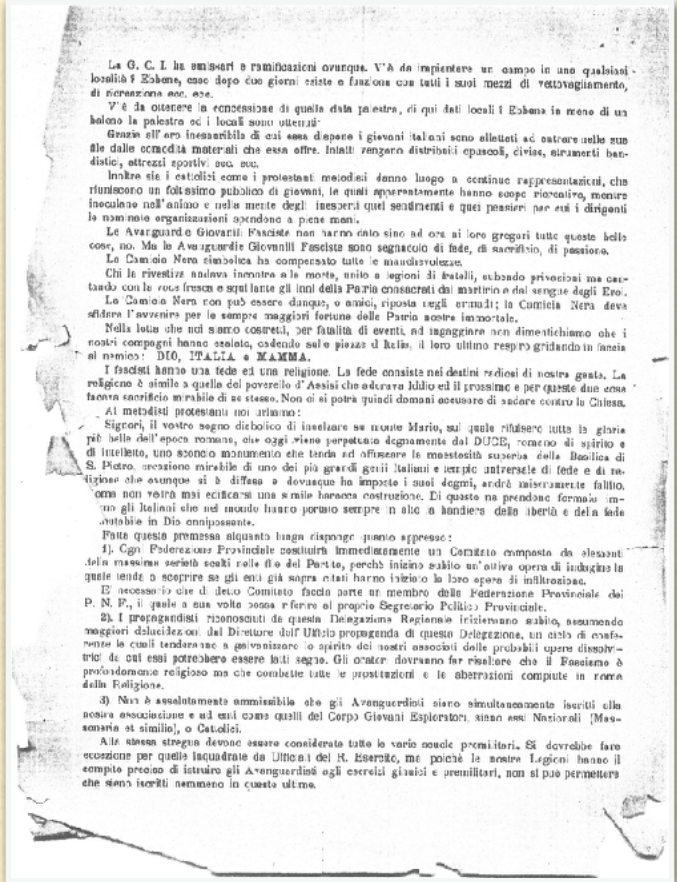 La G. C. I. ha emissari e ramificazioni ovunque. V'è da impiantare un campo in una qualsiasi
località? Ebbene, esso dopo due giorni esiste e funziona con tutti i suoi mezzi di vettovagliamento,
di ricreazione ecc. ecc.
V'è da ottenere la concessione di quella data palestra, di qui dati locali? Ebbene in meno di un
baleno la palestra ed i locali sono ottenuti.
Grazie all'oro inesauribile di cui essa dispone i giovani italiani sono allettati ad entrare nelle sue
file dalle comodità materiali che essa offre. Infatti vengono distribuiti opuscoli, divise, strumenti ban-
distici, attrezzi sportivi ecc. ecc.
Inoltre sia i cattolici come i protestanti metodisti danno luogo a continue rappresentazioni, che
riuniscono un foltissimo pubblico di giovani, le quali apparentemente hanno scopo ricreativo, mentre
inoculano nell'animo e nella mente degli inesperti quei sentimenti e quei pensieri per cui i dirigenti
le nominate organizzazioni spendono a piene mani.
Le Avanguardie Giovanili Fasciste non hanno dato sino ad ora ai loro gregari tutte queste belle
cose, no. Ma le Avanguardie Giovanili Fasciste sono segnacolo di fede, di sacrificio, di passione.
La Camicia Nera simbolica ha compensato tutte le manchevolezze.
Chi la rivestiva andava incontro alla morte, unito a legioni di fratelli, subendo privazioni ma can-
tando con la voce fresca e squillante gli inni della Patria consacrati dal martirio e dal sangue degli Eroi.
La Camicia Nera non può essere dunque, o amici, riposta negli armadi; la Camicia Nera deve
sfidare l'avvenire per le sempre maggiori fortune della Patria nostra immortale.
Nella lotta che noi siamo costretti, per fatalità di eventi, ad ingaggiare non dimentichiamo che i
nostri compagni hanno esalato, cadendo sulle piazze d'Italia, il loro ultimo respiro gridando in faccia
al nemico: DIO, ITALIA e MAMMA.
I fascisti hanno una fede ed una religione. La fede consiste nei destini radiosi di nostra gente. La
religione è simile a quella del poverello d'Assisi che adorava Iddio ed il prossimo e per queste due cose
faceva sacrificio mirabile di se stesso. Non ci si potrà quindi domani accusare di andare contro la Chiesa.
Ai metodisti protestanti noi urliamo:
Signori, il vostro sogno diabolico di innalzare su monte Mario, sul quale rifulsero tutte le glorie
più belle dell'epoca romana, che oggi viene perpetuata degnamente dal DUCE, romano di spirito e
di intelletto, uno sconcio monumento che tenda ad offuscare la maestosità superba della Basilica di
S. Pietro, creazione mirabile di uno dei più grandi genii Italiani e tempio universale di fede e di re-
ligione che ovunque si è diffusa e dovunque ha imposto i suoi dogmi, andrà miseramente fallito.
oma non vedrà mai edificarsi una simile barocca costruzione. Di questo ne prendono formale im-
gno gli Italiani che nel mondo hanno portato sempre in alto la bandiera della libertà e della fede
mutabile in Dio onnipossente.
Fatta questa premessa alquanto lunga dispongo quanto appresso:
1). Ogni Federazione Provinciale costituirà immediatamente un Comitato composto da elementi
della massima serietà scelti nelle file del Partito, perchè inizino subito un'attiva opera di indagine la
quale tenda a scoprire se gli enti già sopra citati hanno iniziato la loro opera di infiltrazione.
E' necessario che di detto Comitato faccia parte un membro della Federazione Provinciale del
P. N. F., il quale a sua volta possa riferire al proprio Segretario Politico Provinciale.
2). I propagandisti riconosciuti da questa Delegazione Regionale inizieranno subito, assumendo
maggiori delucidazioni dal Direttore dell'Ufficio propaganda di questa Delegazione, un ciclo di confe-
renze le quali tenderanno a galvanizzare lo spirito dei nostri associati dalle probabili opere dissolvi-
trici da cui essi potrebbero essere fatti segno. Gli oratori dovranno far risaltare che il Fascismo è
profondamente religioso ma che combatte tutte le prostituzioni e le aberrazioni compiute in nome
della Religione.
3) Non è assolutamente ammissibile che gli Avanguardisti siano simultaneamente iscritti alla
nostra associazione e ad enti come quelli del Corpo Giovani Esploratori, siano essi Nazionali (Mas-
soneria et similia), o Cattolici.
Alla stessa stregua devono essere considerate tutte le varie scuole premilitari. Si dovrebbe fare
eccezione per quelle inquadrate da Ufficiali del R. Esercito, ma poichè le nostre Legioni hanno il
compito preciso di istruire gli Avanguardisti agli esercizi ginnici e premilitari, non si può permettere
che siano iscritti nemmeno in queste ultime.